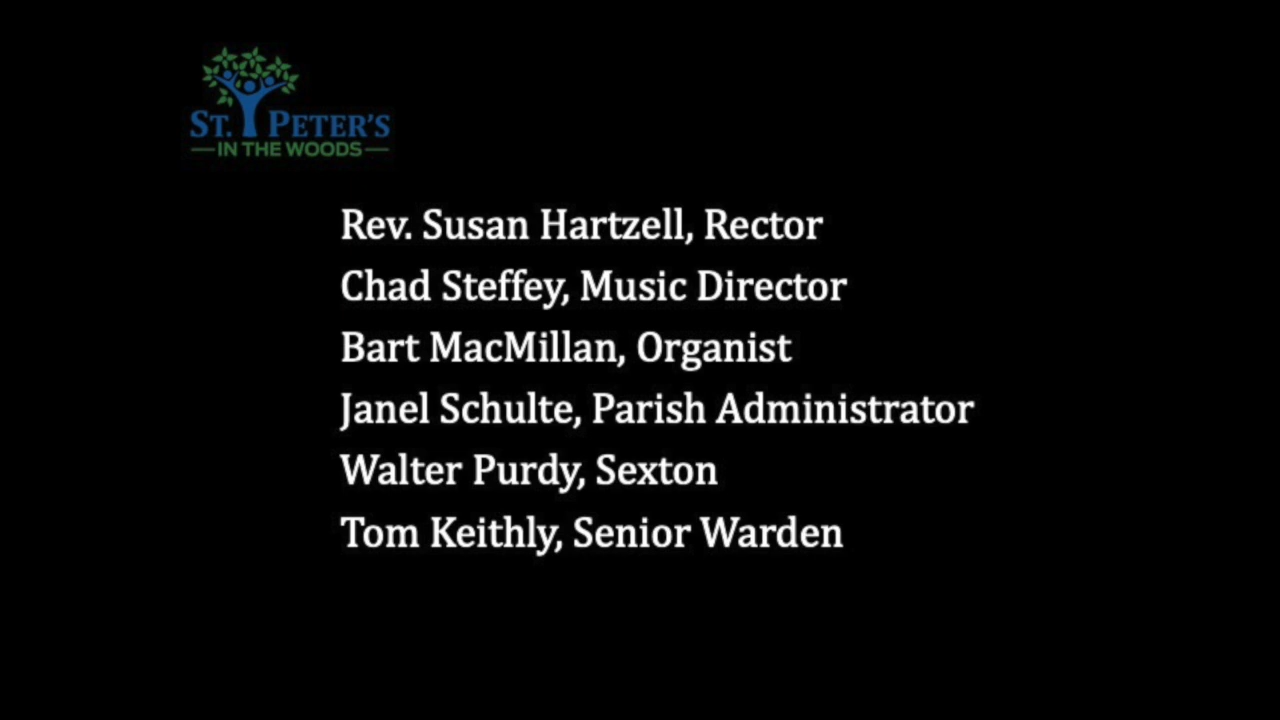 ST. PETER'S
IN THE WOODS
Rev. Susan Hartzell, Rector
Chad Steffey, Music Director
Bart MacMillan, Organist
Janel Schulte, Parish Administrator
Walter Purdy, Sexton
Tom Keithly, Senior Warden